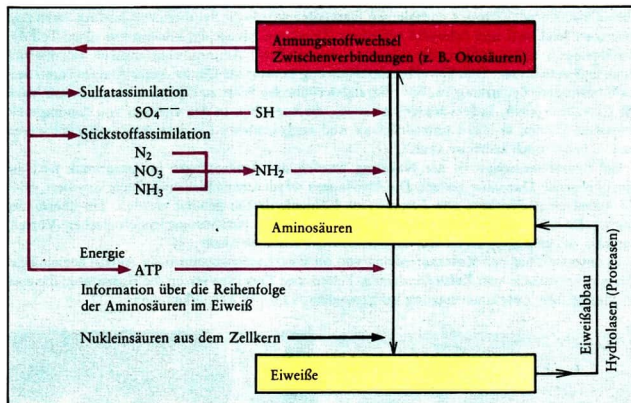 Atmungsstoffwechsel
Zwischenverbindungen (z. B. Oxosäuren)
Sulfatassimilation
SO₄⁻⁻ SH
Stickstoffassimilation
N₂
NO₃ NH₂
NH₃
Aminosäuren
Energie
ATP
Information über die Reihenfolge
der Aminosäuren im Eiweiß
Nukleinsäuren aus dem Zellkern
Eiweiße
Eiweißabbau
Hydrolasen (Proteasen)